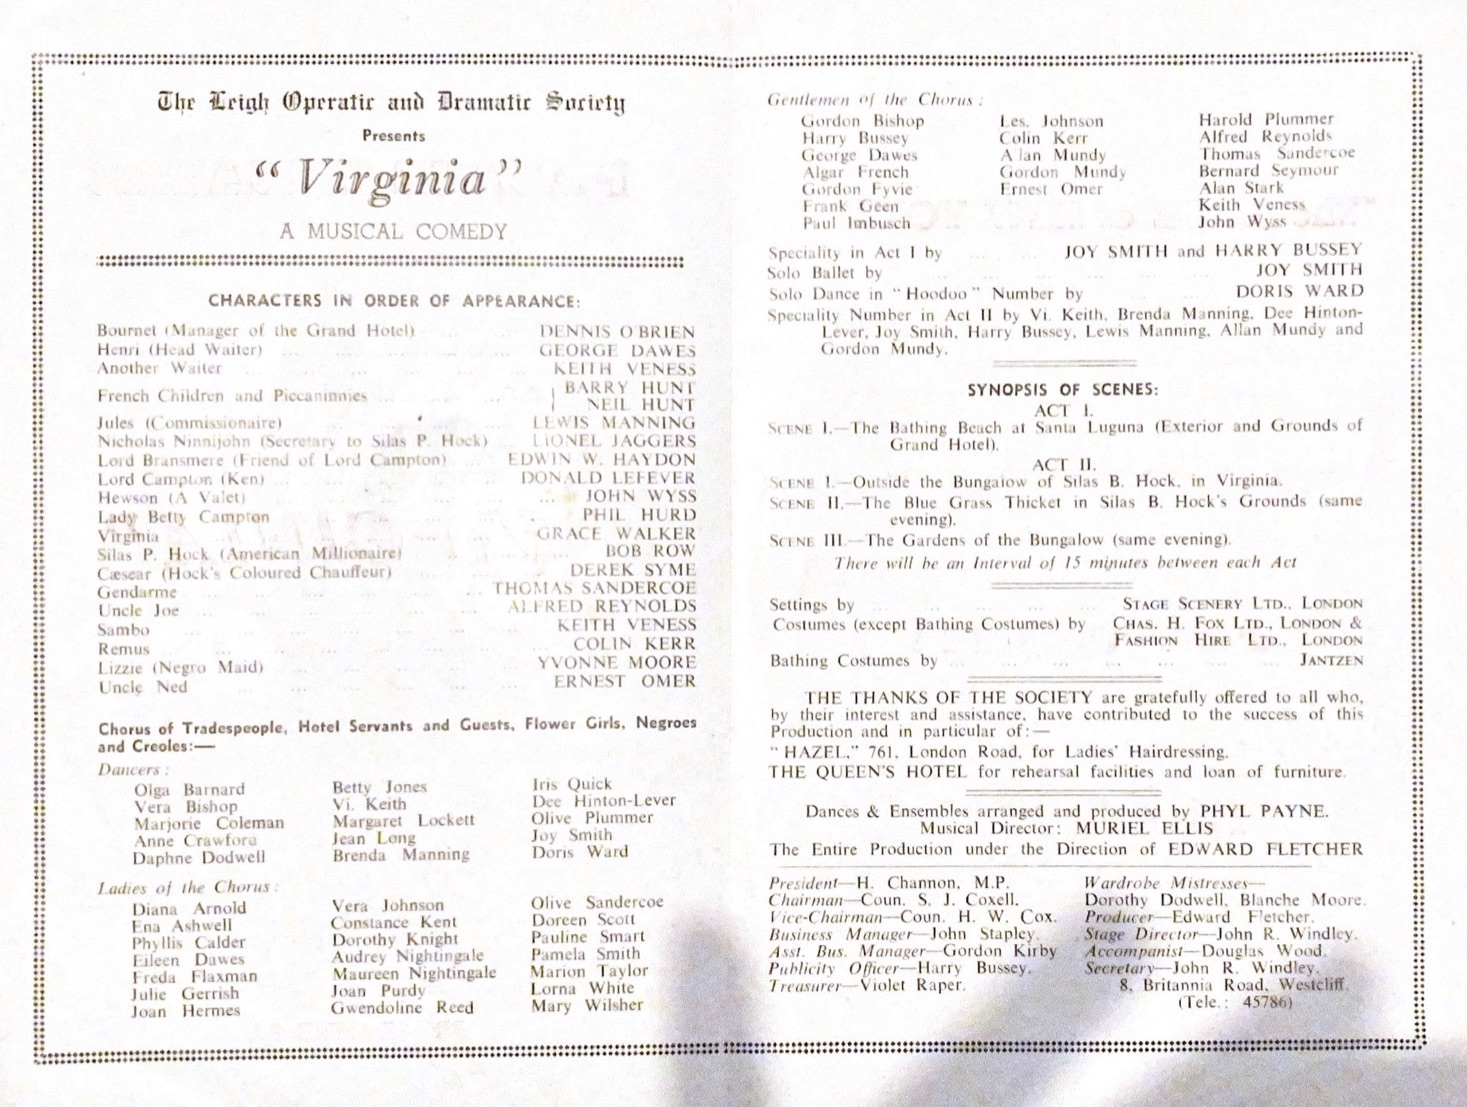 The Leigh Operatic and Dramatic Society
Presents
“ Virginia ”
A MUSICAL COMEDY
CHARACTERS IN ORDER OF APPEARANCE:
Bournet (Manager of the Grand Hotel) DENNIS O'BRIEN
Henri (Head Waiter) GEORGE DAWES
Another Waiter KEITH VENESS
French Children and Piccaninnies BARRY HUNT
NEIL HUNT
Jules (Commissionaire) LEWIS MANNING
Nicholas Ninnijohn (Secretary to Silas P. Hock) LIONEL JAGGERS
Lord Bransmere (Friend of Lord Campton) EDWIN W. HAYDON
Lord Campton (Ken) DONALD LEFEVER
Hewson (A Valet) JOHN WYSS
Lady Betty Campton PHIL HURD
Virginia GRACE WALKER
Silas P. Hock (American Millionaire) BOB ROW
Cæsear (Hock's Coloured Chauffeur) DEREK SYME
Gendarme THOMAS SANDERCOE
Uncle Joe ALFRED REYNOLDS
Sambo KEITH VENESS
Remus COLIN KERR
Lizzie (Negro Maid) YVONNE MOORE
Uncle Ned ERNEST OMER
Chorus of Tradespeople, Hotel Servants and Guests, Flower Girls, Negroes
and Creoles:—
Dancers :
Olga Barnard Betty Jones Iris Quick
Vera Bishop Vi. Keith Dee Hinton-Lever
Marjorie Coleman Margaret Lockett Olive Plummer
Anne Crawford Jean Long Joy Smith
Daphne Dodwell Brenda Manning Doris Ward
Ladies of the Chorus :
Diana Arnold Vera Johnson Olive Sandercoe
Ena Ashwell Constance Kent Doreen Scott
Phyllis Calder Dorothy Knight Pauline Smart
Eileen Dawes Audrey Nightingale Pamela Smith
Freda Flaxman Maureen Nightingale Marion Taylor
Julie Gerrish Joan Purdy Lorna White
Joan Hermes Gwendoline Reed Mary Wilsher
Gentlemen of the Chorus :
Gordon Bishop Les. Johnson Harold Plummer
Harry Bussey Colin Kerr Alfred Reynolds
George Dawes Allan Mundy Thomas Sandercoe
Algar French Gordon Mundy Bernard Seymour
Gordon Fyvie Ernest Omer Alan Stark
Frank Geen Keith Veness
Paul Imbusch John Wyss
Speciality in Act I by JOY SMITH and HARRY BUSSEY
Solo Ballet by JOY SMITH
Solo Dance in “ Hoodoo ” Number by DORIS WARD
Speciality Number in Act II by Vi. Keith, Brenda Manning, Dee Hinton-
Lever, Joy Smith, Harry Bussey, Lewis Manning, Allan Mundy and
Gordon Mundy.
SYNOPSIS OF SCENES:
ACT I.
SCENE I.—The Bathing Beach at Santa Luguna (Exterior and Grounds of
Grand Hotel).
ACT II.
SCENE I.—Outside the Bungalow of Silas B. Hock, in Virginia.
SCENE II.—The Blue Grass Thicket in Silas B. Hock's Grounds (same
evening).
SCENE III.—The Gardens of the Bungalow (same evening).
There will be an Interval of 15 minutes between each Act
Settings by STAGE SCENERY LTD., LONDON
Costumes (except Bathing Costumes) by CHAS. H. FOX LTD., LONDON &
FASHION HIRE LTD., LONDON
Bathing Costumes by JANTZEN
THE THANKS OF THE SOCIETY are gratefully offered to all who,
by their interest and assistance, have contributed to the success of this
Production and in particular of:—
“ HAZEL,” 761, London Road, for Ladies' Hairdressing.
THE QUEEN'S HOTEL for rehearsal facilities and loan of furniture.
Dances & Ensembles arranged and produced by PHYL PAYNE.
Musical Director: MURIEL ELLIS
The Entire Production under the Direction of EDWARD FLETCHER
President—H. Channon, M.P.
Chairman—Coun. S. J. Coxell.
Vice-Chairman—Coun. H. W. Cox.
Business Manager—John Stapley.
Asst. Bus. Manager—Gordon Kirby
Publicity Officer—Harry Bussey.
Treasurer—Violet Raper.
Wardrobe Mistresses—
Dorothy Dodwell, Blanche Moore.
Producer—Edward Fletcher.
Stage Director—John R. Windley.
Accompanist—Douglas Wood.
Secretary—John R. Windley,
8, Britannia Road, Westcliff.
(Tele.: 45786)